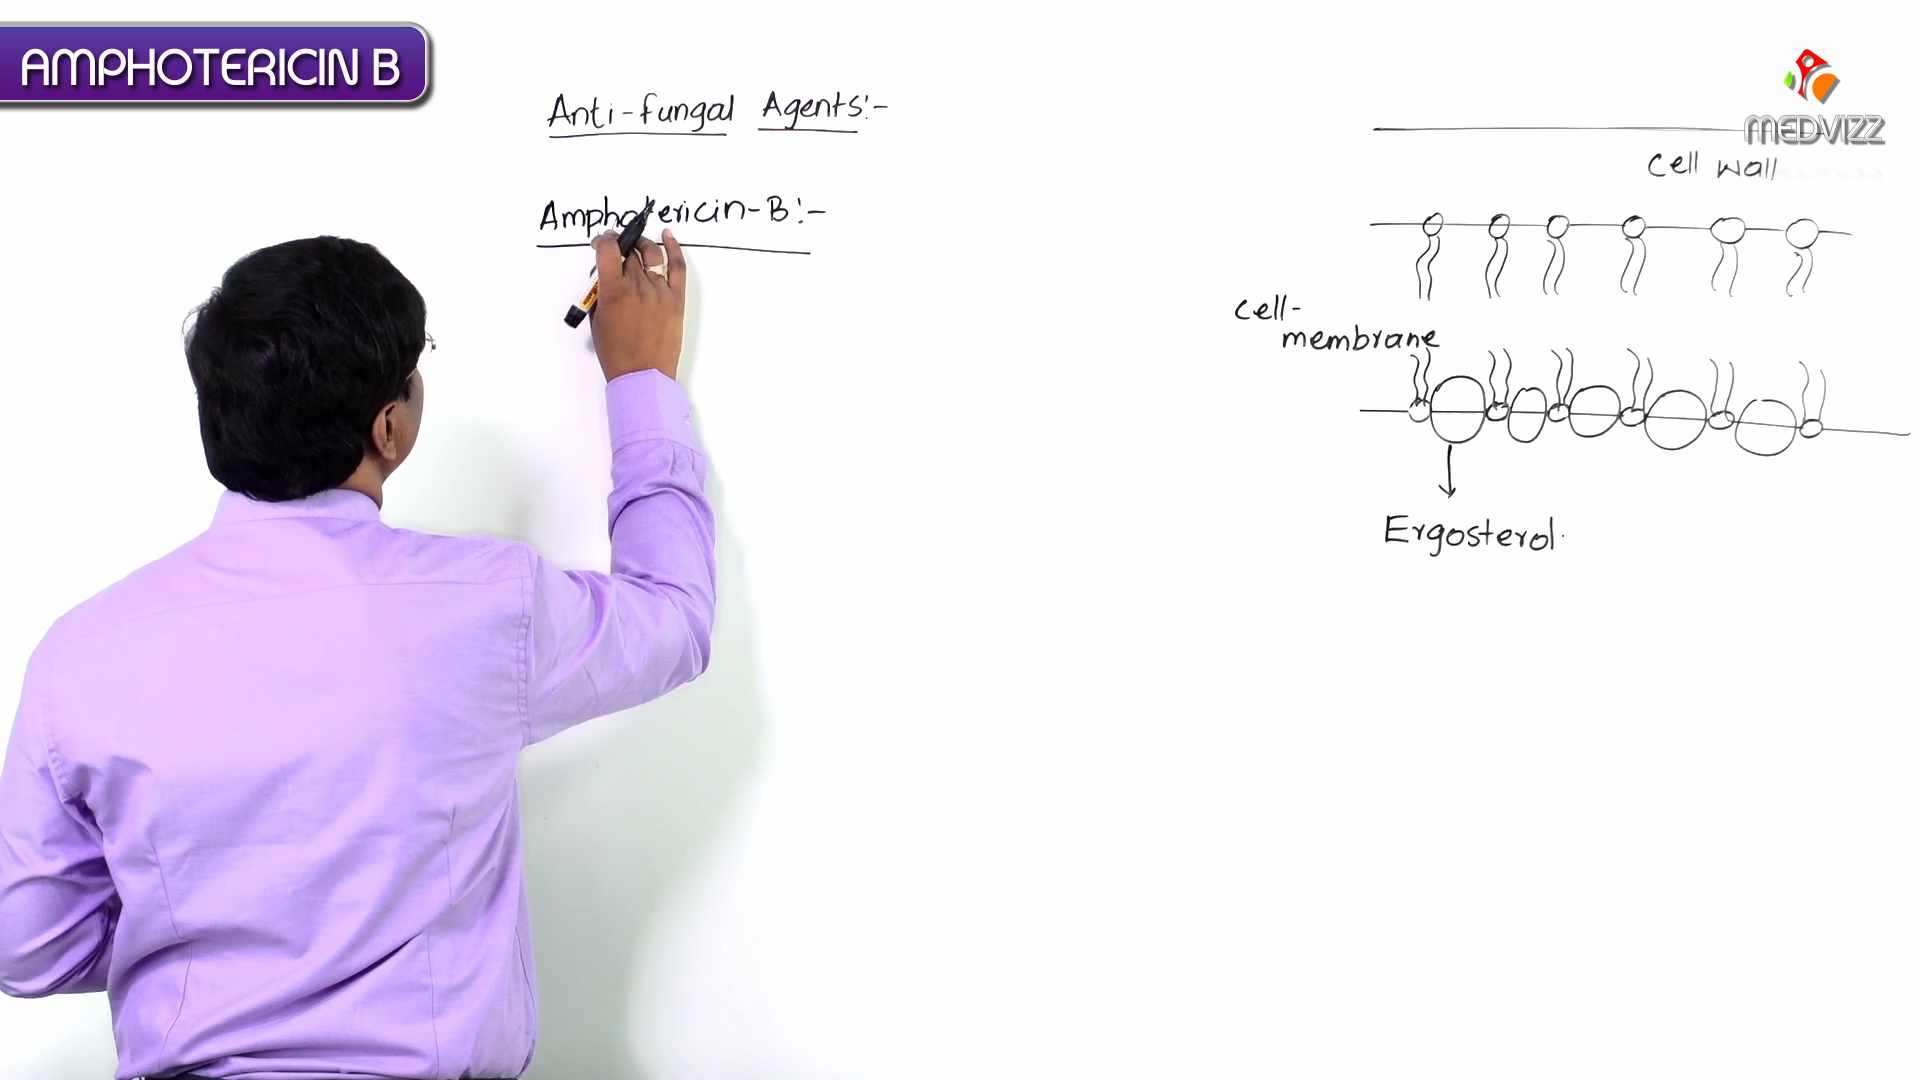 AMPHOTERICIN B
Anti-fungal Agents:-
MEDVIZZ
cell wall
Amphotericin-B:-
cell-
membrane
Ergosterol.